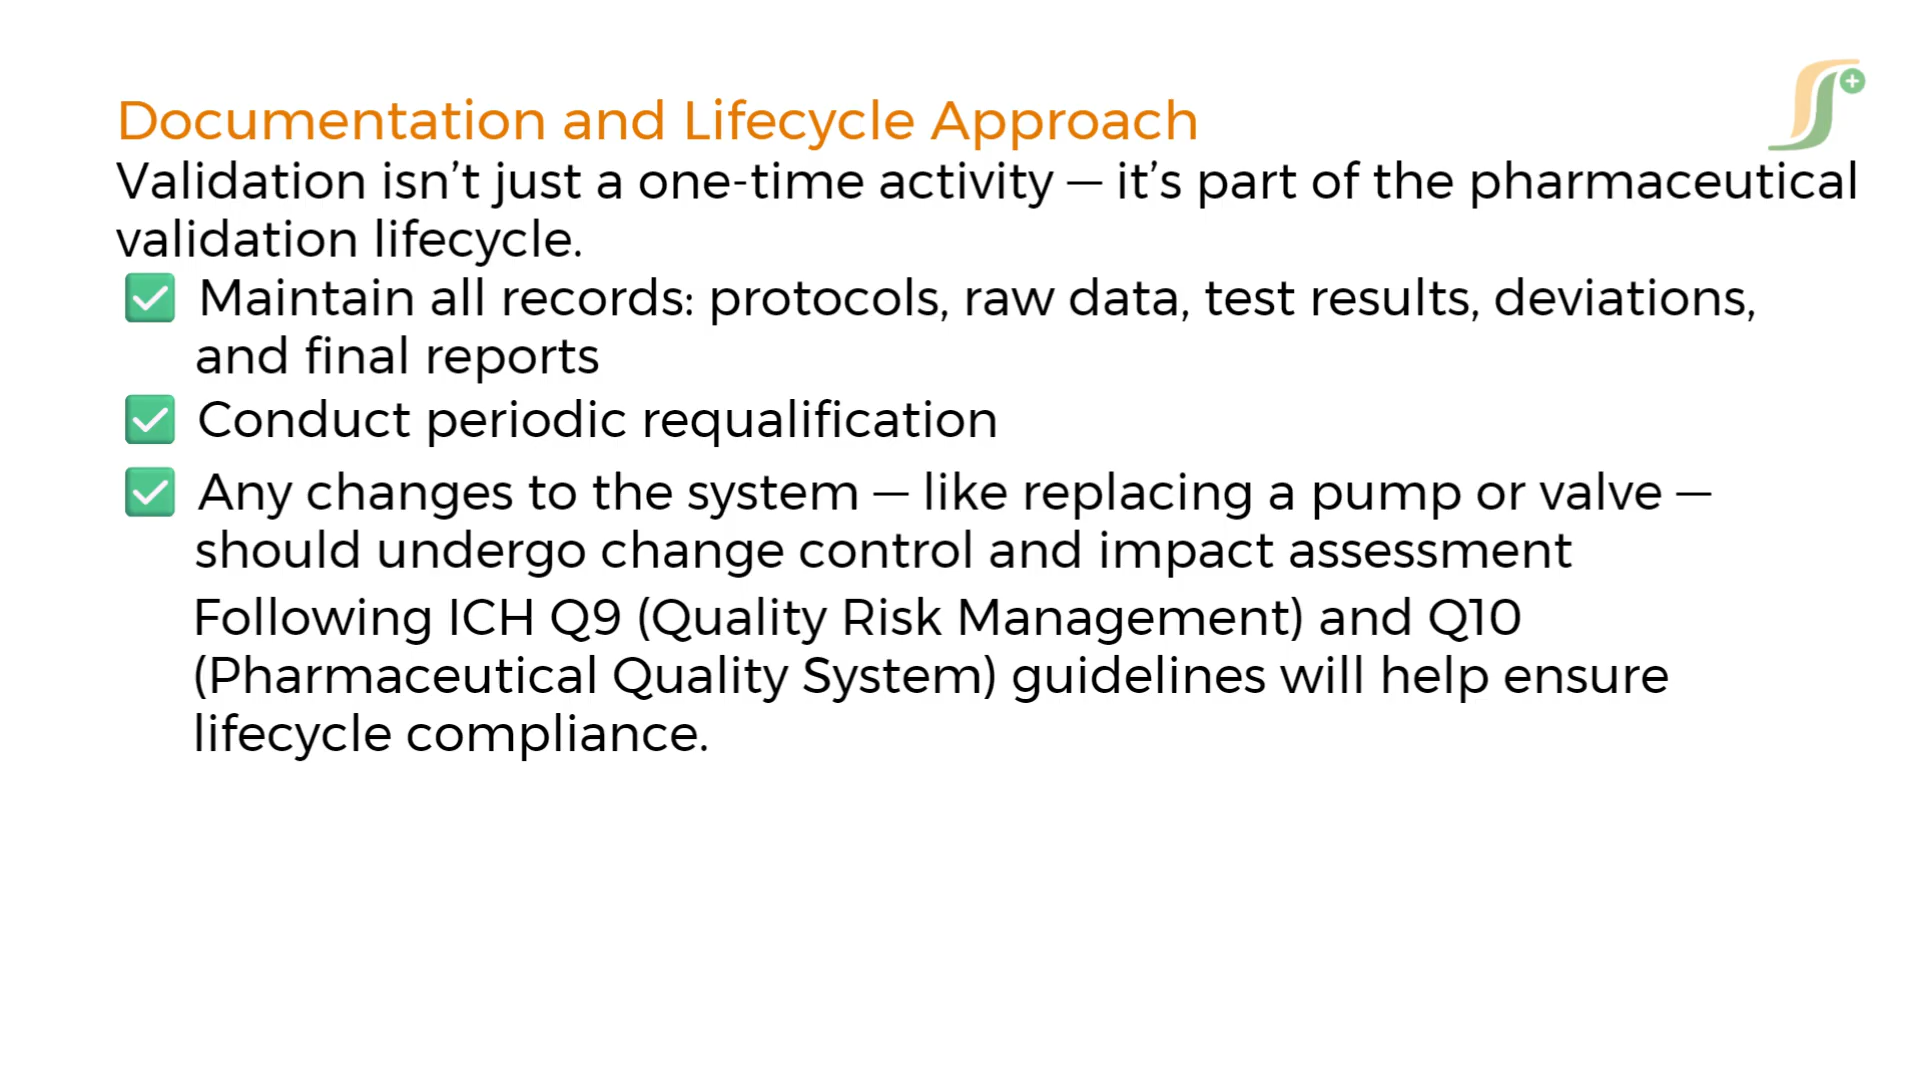 Documentation and Lifecycle Approach
Validation isn’t just a one-time activity — it’s part of the pharmaceutical
validation lifecycle.
✅ Maintain all records: protocols, raw data, test results, deviations,
and final reports
✅ Conduct periodic requalification
✅ Any changes to the system — like replacing a pump or valve —
should undergo change control and impact assessment
Following ICH Q9 (Quality Risk Management) and Q10
(Pharmaceutical Quality System) guidelines will help ensure
lifecycle compliance.